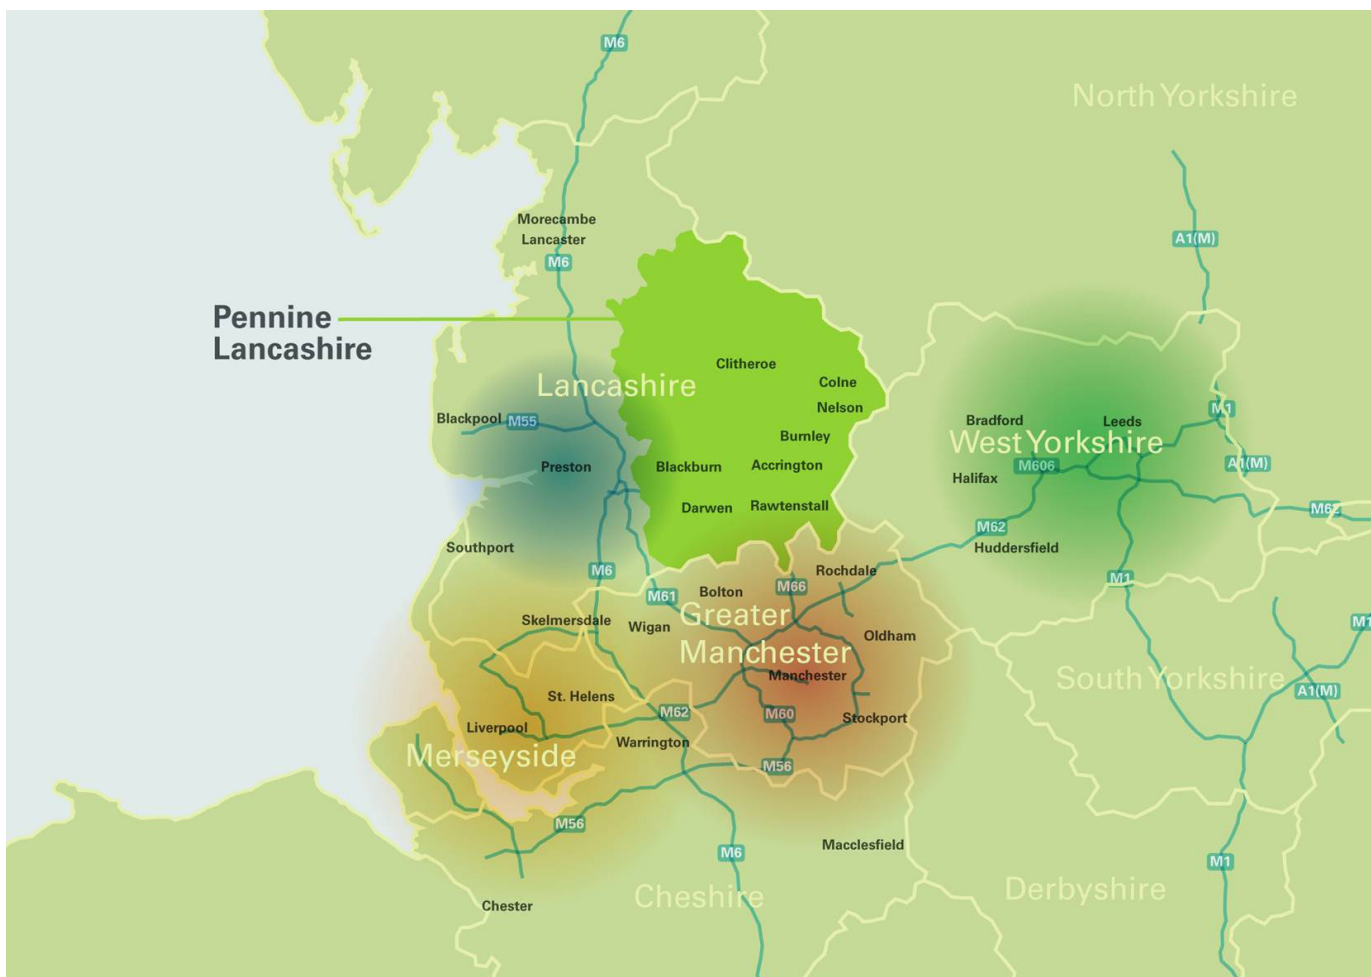 M6
North Yorkshire
Morecambe
Lancaster
A1(M)
M6
Pennine
Lancashire
Clitheroe
Lancashire
Colne
Nelson
Blackpool
M55
Bradford
Leeds
M1
Burnley
West Yorkshire
Preston
Blackburn
Accrington
M606
A1(M)
Halifax
Darwen
Rawtenstall
M62
M62
Southport
Huddersfield
M6
Rochdale
M1
M66
Bolton
M61
Greater
Manchester
Skelmersdale
Wigan
M1
Oldham
Manchester
South Yorkshire
St. Helens
A1(M)
Liverpool
M62
M60
Stockport
Warrington
Merseyside
M56
M56
Macclesfield
M6
M1
Cheshire
Derbyshire
Chester